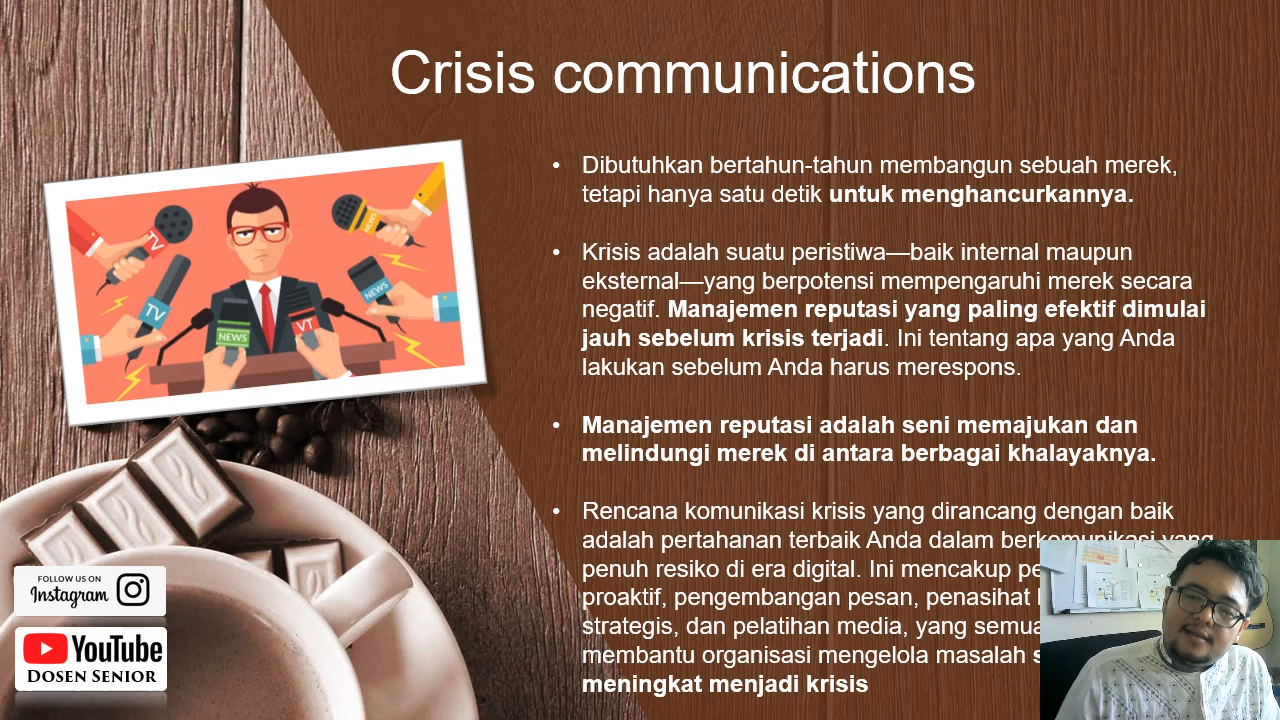 Crisis communications
• Dibutuhkan bertahun-tahun membangun sebuah merek,
tetapi hanya satu detik untuk menghancurkannya.
• Krisis adalah suatu peristiwa—baik internal maupun
eksternal—yang berpotensi mempengaruhi merek secara
negatif. Manajemen reputasi yang paling efektif dimulai
jauh sebelum krisis terjadi. Ini tentang apa yang Anda
lakukan sebelum Anda harus merespons.
• Manajemen reputasi adalah seni memajukan dan
melindungi merek di antara berbagai khalayaknya.
• Rencana komunikasi krisis yang dirancang dengan baik
adalah pertahanan terbaik Anda dalam berkomunikasi yang
penuh resiko di era digital. Ini mencakup
proaktif, pengembangan pesan, penasihat
strategis, dan pelatihan media, yang
membantu organisasi mengelola masalah
meningkat menjadi krisis
TV
NEWS
TV
NEWS
NEWS
VT
FOLLOW US ON
Instagram
YouTube
DOSEN SENIOR